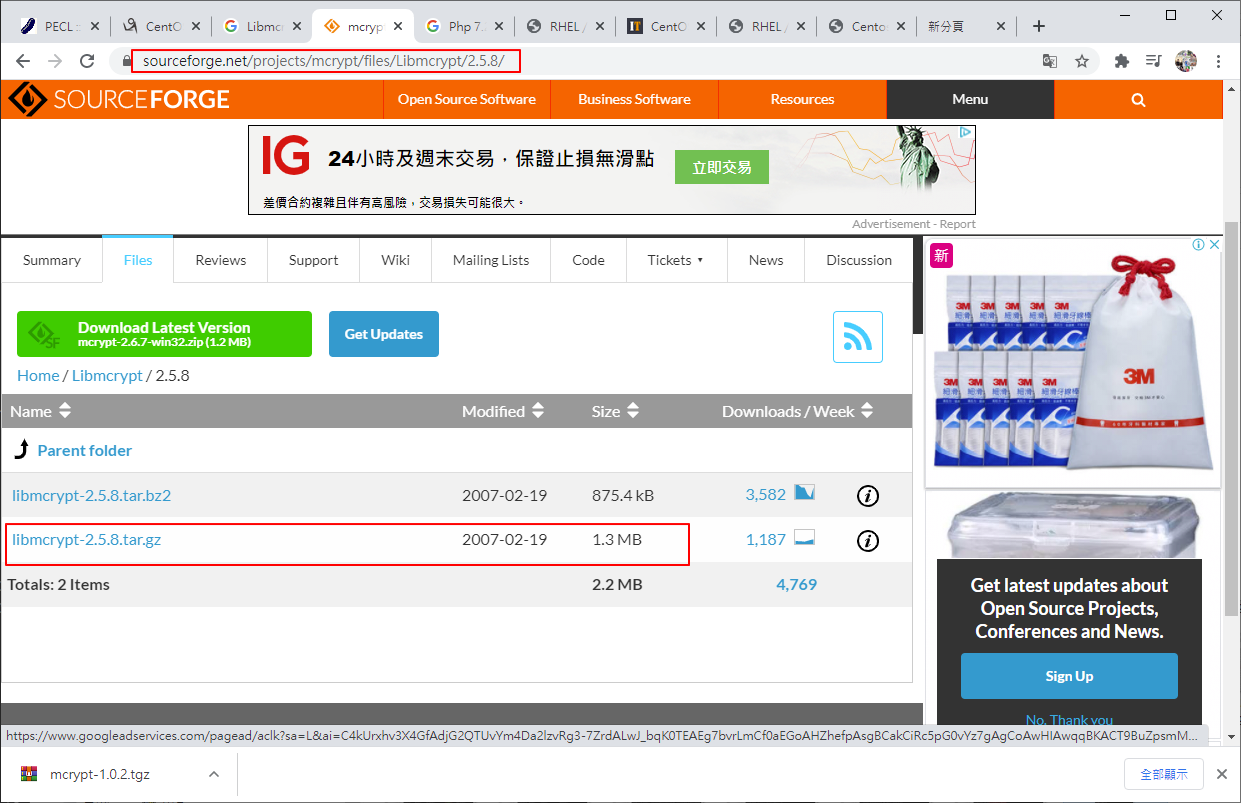 PECL :
CentO
Libmcr
mcryp
Php 7.
RHEL /
CentO
RHEL /
Cento
新分頁
sourceforge.net/projects/mcrypt/files/Libmcrypt/2.5.8/
SOURCEFORGE
Open Source Software
Business Software
Resources
Menu
IG
24小時及週末交易，保證止損無滑點
立即交易
差價合約複雜且伴有高風險，交易損失可能很大。
Advertisement - Report
Summary
Files
Reviews
Support
Wiki
Mailing Lists
Code
Tickets
News
Discussion
新
Download Latest Version
mcrypt-2.6.7-win32.zip (1.2 MB)
Get Updates
Home / Libmcrypt / 2.5.8
Name
Modified
Size
Downloads / Week
Parent folder
libmcrypt-2.5.8.tar.bz2 2007-02-19 875.4 kB 3,582
libmcrypt-2.5.8.tar.gz 2007-02-19 1.3 MB 1,187
Totals: 2 Items 2.2 MB 4,769
3M
Get latest updates about
Open Source Projects,
Conferences and News.
Sign Up
No, Thank you
https://www.googleadservices.com/pagead/aclk?sa=L&ai=C4kUrxhv3X4GfAdjG2QTUvYm4Da2lzvRg3-7ZrdALwJ_bqK0TEAEg7bvrLmCf0aEGoAHZhefpAsgBCakCiRc5pG0vYz7gAgCoAwHIAwqqBKACT9BuZpsmM...
mcrypt-1.0.2.tgz
全部顯示